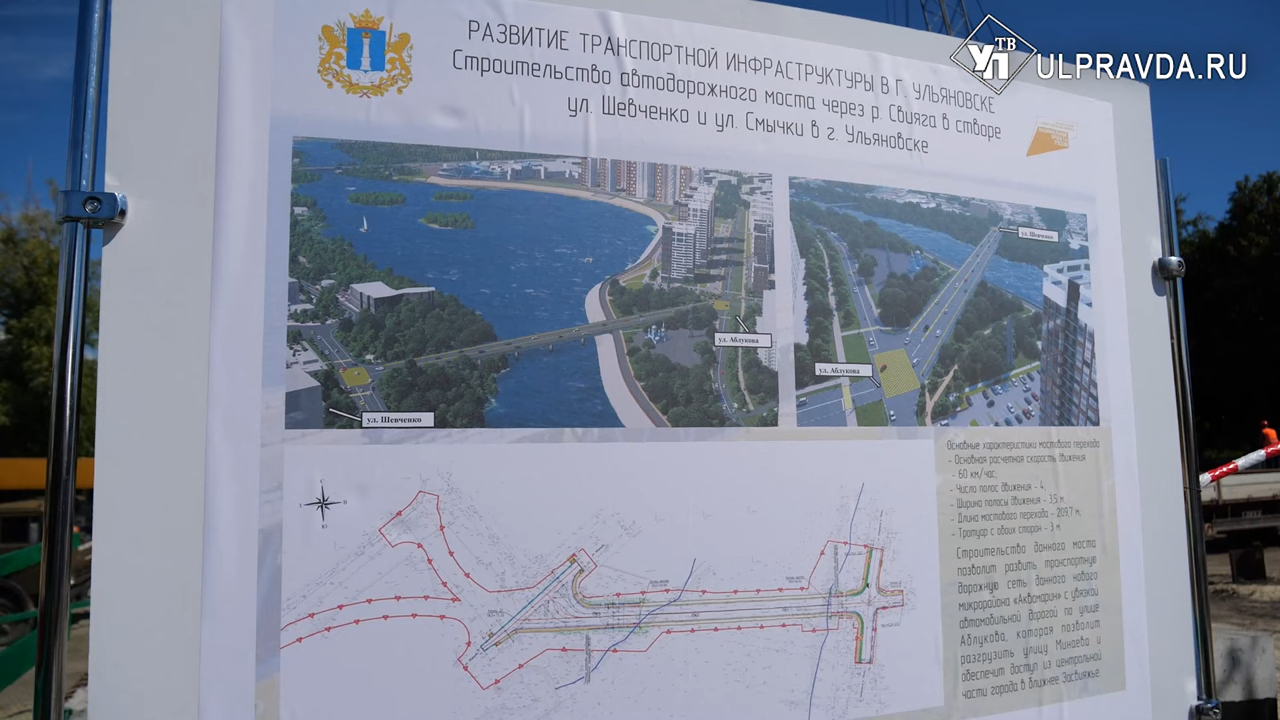 УП ТВ ULPRAVDA.RU
РАЗВИТИЕ ТРАНСПОРТНОЙ ИНФРАСТРУКТУРЫ В Г. УЛЬЯНОВСКЕ
Строительство автодорожного моста через р. Свияга в створе
ул. Шевченко и ул. Смычки в г. Ульяновске
ул. Шевченко
ул. Аблукова
ул. Аблукова
ул. Шевченко
Основные характеристики мостового перехода
- Основная расчетная скорость движения
- 60 км/час;
- Число полос движения - 4,
- Ширина полосы движения - 3,5 м,
- Длина мостового перехода - 209,7 м,
- Тротуар с обоих сторон - 3 м.
Строительство данного моста
позволит развить транспортную
дорожную сеть данного нового
микрорайона «Аквамарин» с увязкой
автомобильной дорогой по улице
Аблукова, которая позволит
разгрузить улицу Минаева и
обеспечит доступ из центральной
части города в ближнее Засвияжье.